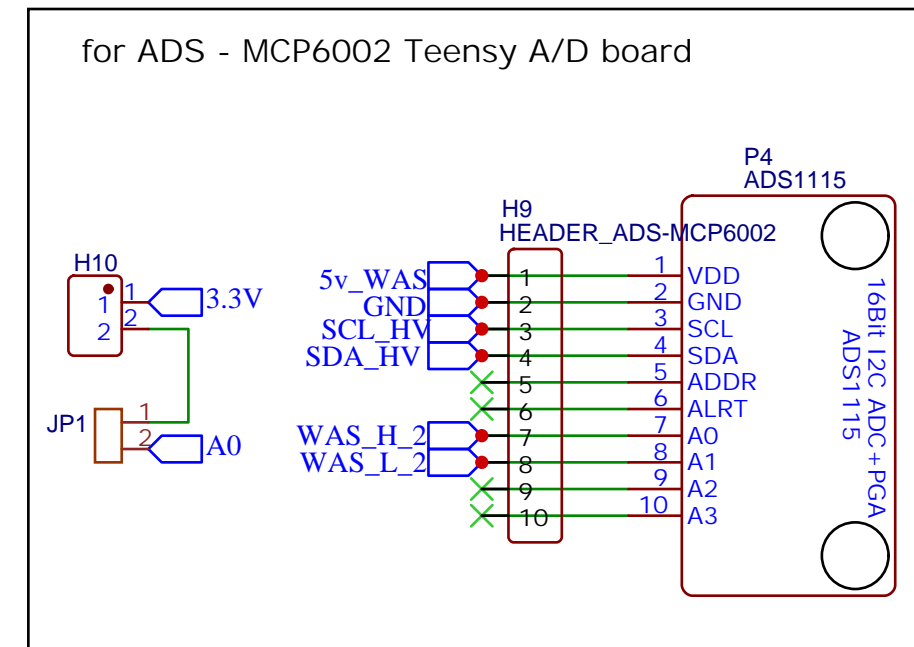 for ADS - MCP6002 Teensy A/D board
P4
ADS1115
H9
HEADER_ADS-MCP6002
H10
1 1 3.3V
2 2
JP1
1
2 A0
5v_WAS 1 1 VDD
GND 2 2 GND
SCL_HV 3 3 SCL
SDA_HV 4 4 SDA
5 5 ADDR
6 6 ALRT
WAS_H_2 7 7 A0
WAS_L_2 8 8 A1
9 9 A2
10 10 A3
16Bit I2C ADC+PGA
ADS1115